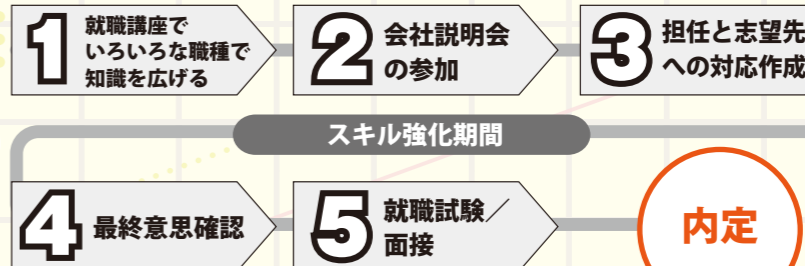 1
就職講座で
いろいろな職種で
知識を広げる
2
会社説明会
の参加
3
担任と志望先
への対応作成
スキル強化期間
4
最終意思確認
5
就職試験／
面接
内定